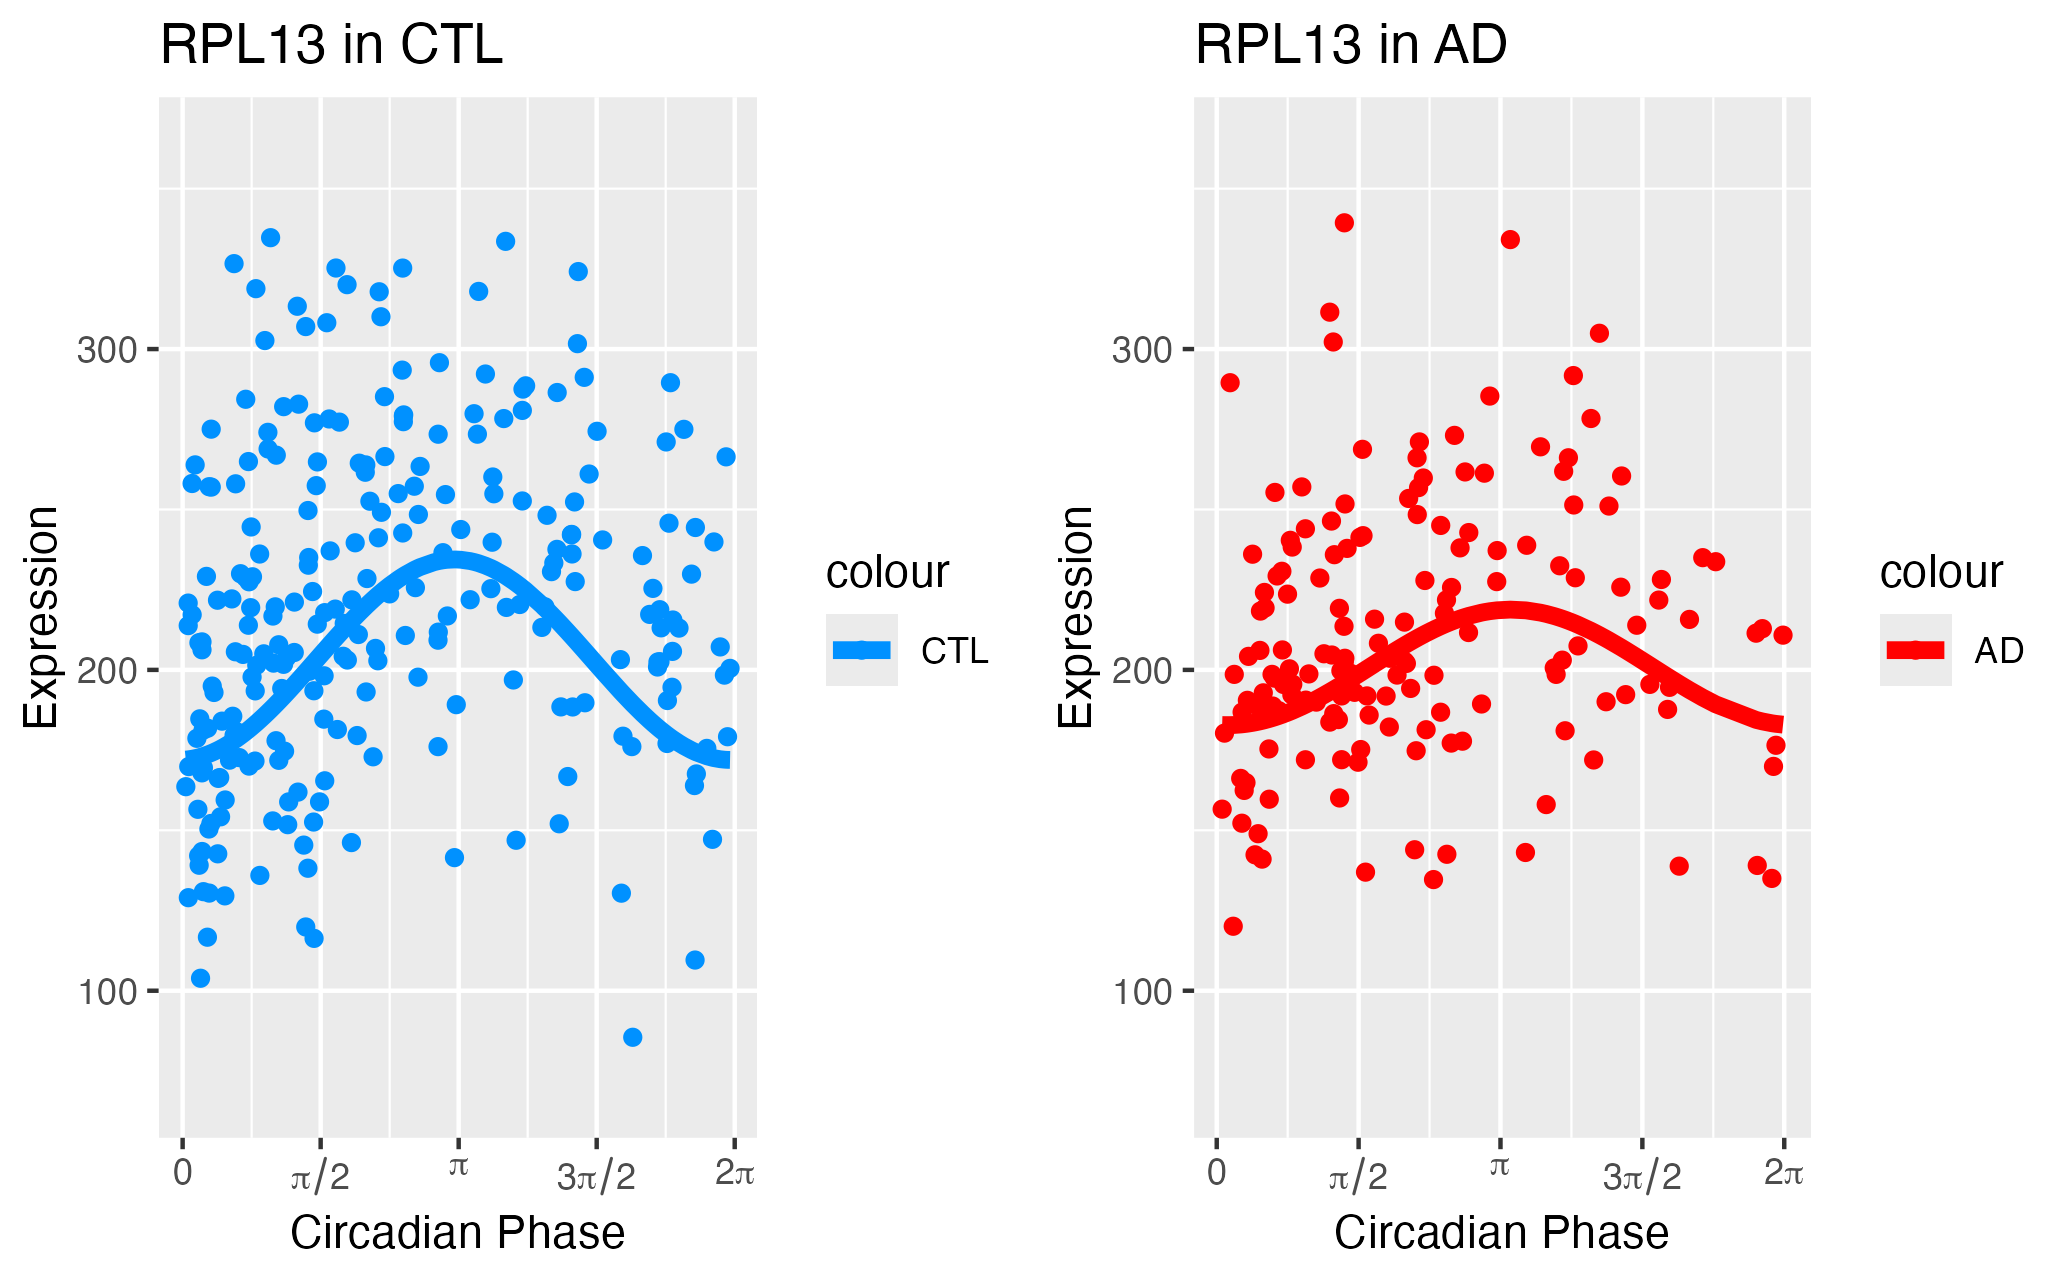 RPL13 in CTL
Expression
300
200
100
0 π/2 π 3π/2 2π
Circadian Phase
colour
CTL
RPL13 in AD
Expression
300
200
100
0 π/2 π 3π/2 2π
Circadian Phase
colour
AD